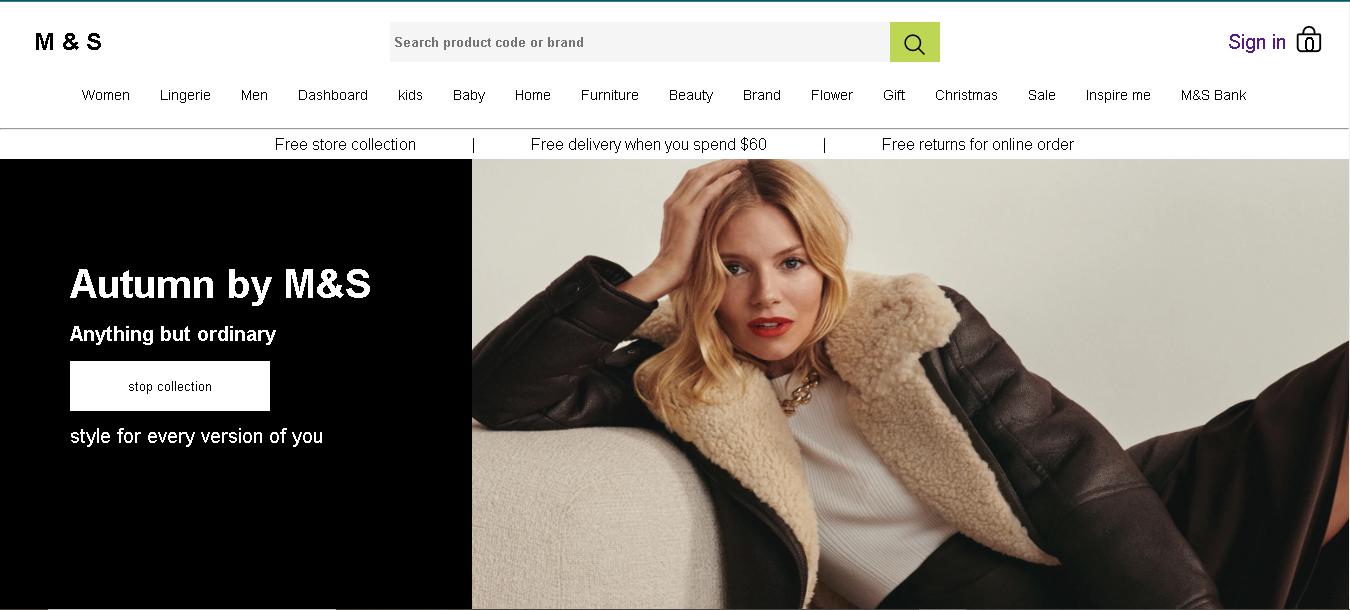 M & S
Search product code or brand
Sign in
0
Women Lingerie Men Dashboard kids Baby Home Furniture Beauty Brand Flower Gift Christmas Sale Inspire me M&S Bank
Free store collection | Free delivery when you spend $60 | Free returns for online order
Autumn by M&S
Anything but ordinary
stop collection
style for every version of you